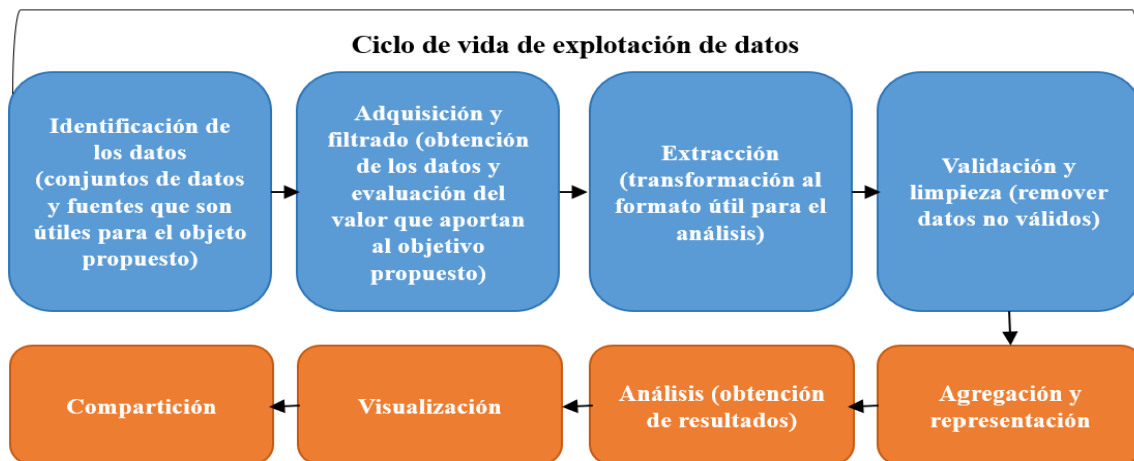 Ciclo de vida de explotación de datos
Identificación de
los datos
(conjuntos de datos
y fuentes que son
útiles para el objeto
propuesto)
Adquisición y
filtrado (obtención
de los datos y
evaluación del
valor que aportan
al objetivo
propuesto)
Extracción
(transformación al
formato útil para el
análisis)
Validación y
limpieza (remover
datos no válidos)
Agregación y
representación
Análisis (obtención
de resultados)
Visualización
Compartición